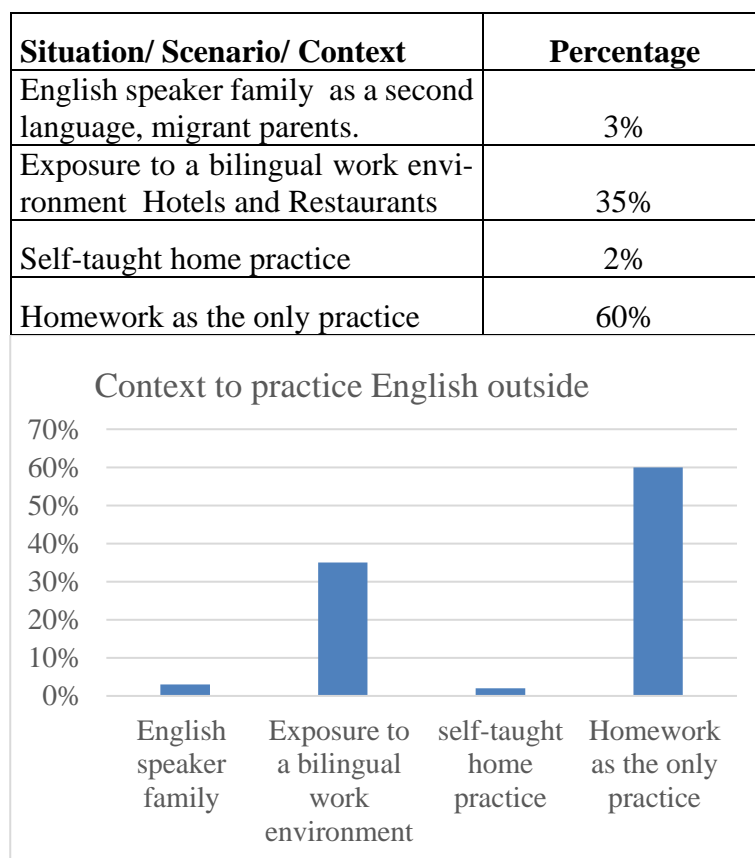 Situation/ Scenario/ Context Percentage
English speaker family as a second
language, migrant parents. 3%
Exposure to a bilingual work envi-
ronment Hotels and Restaurants 35%
Self-taught home practice 2%
Homework as the only practice 60%
Context to practice English outside
70%
60%
50%
40%
30%
20%
10%
0%
English speaker family
Exposure to a bilingual work environment
self-taught home practice
Homework as the only practice